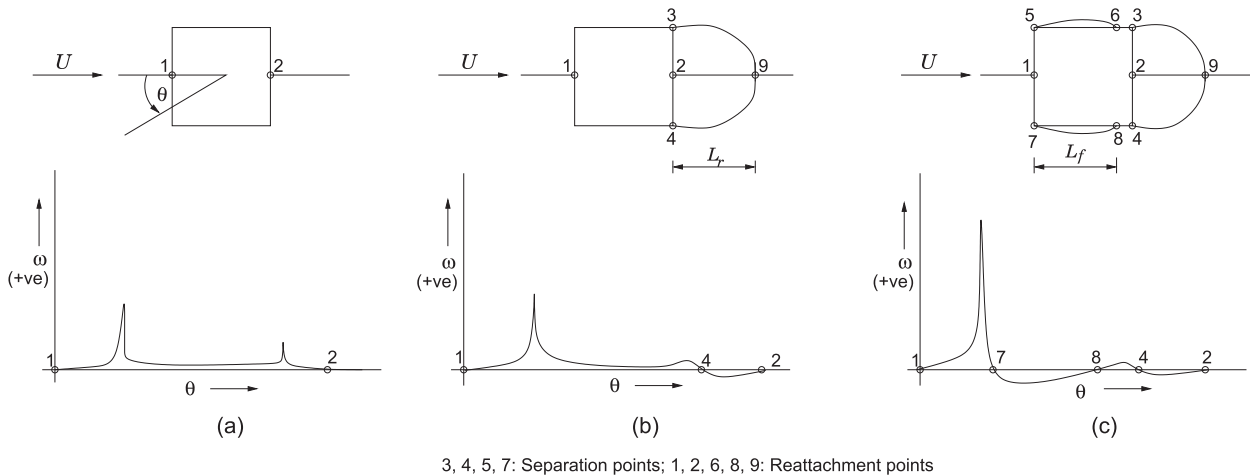 U
1
2
θ
U
1
3
2
9
4
L_r
U
5
6
3
1
2
9
7
8
4
L_f
ω
(+ve)
1
2
θ
(a)
ω
(+ve)
1
4
2
θ
(b)
ω
(+ve)
1
7
8
4
2
θ
(c)
3, 4, 5, 7: Separation points; 1, 2, 6, 8, 9: Reattachment points